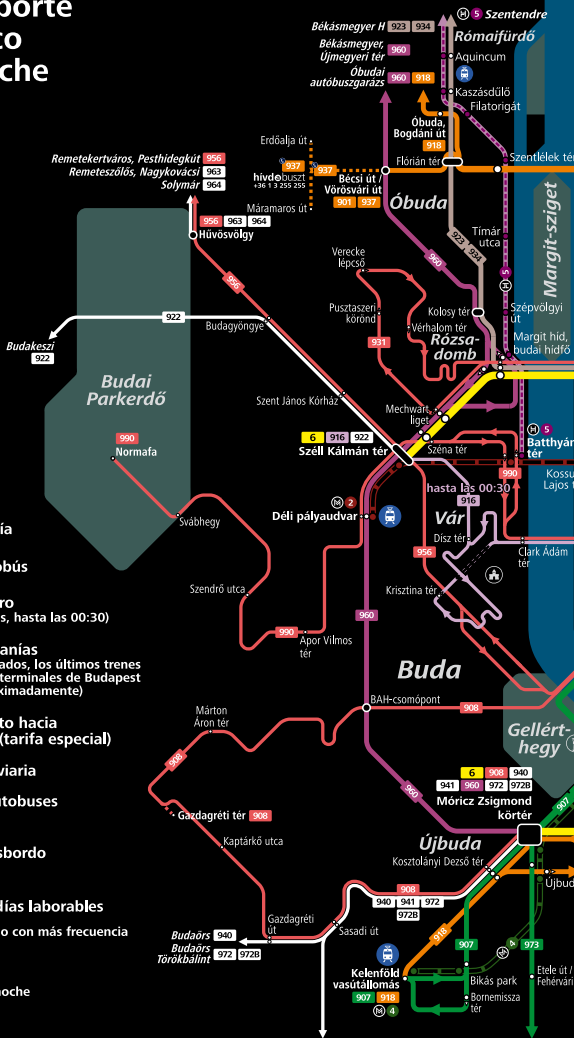 porte
co
che
Békásmegyer H 923 934
Békásmegyer,
Újmegyeri tér 960
Óbudai
autóbuszgarázs 960 918
H 5 Szentendre
Rómaifürdő
Aquincum
Kaszásdűlő
Filatorigát
Óbuda,
Bogdáni út
918
Flórián tér
Szentlélek tér
Erdőalja út
937
937
hívdebuszt
+36 1 3 255 255
Máramaros út
Bécsi út /
Vörösvári út
901 937
Óbuda
Remetekertváros, Pesthidegkút 956
Remeteszőlős, Nagykovácsi 963
Solymár 964
956 963 964
Hűvösvölgy
956
922
Budakeszi
922
Budagyöngye
Verecke
lépcső
Pusztaszeri
körönd
Vérhalom tér
931
Rózsa-
domb
960
923 934
Tímár
utca
5
H
Kolosy tér
Szépvölgyi
út
Margit híd,
budai hídfő
Margit-sziget
Budai
Parkerdő
990
Normafa
Szent János Kórház
Mechwart
liget
Széna tér
6 916 922
Széll Kálmán tér
H 5
Batthyán
tér
990
Kossu
Lajos t
hasta las 00:30
916
Vár
Dísz tér
Clark Ádám
tér
Krisztina tér
M 2
Déli pályaudvar
956
Svábhegy
Szendrő utca
990
Apor Vilmos
tér
960
Buda
BAH-csomópont
908
Gellért-
hegy
ía
obús
ro
s, hasta las 00:30)
anías
ados, los últimos trenes
terminales de Budapest
ximadamente)
to hacia
(tarifa especial)
viaria
utobuses
sbordo
días laborables
o con más frecuencia
noche
Márton
Áron tér
908
Gazdagréti tér 908
Kaptárkő utca
960
6 908 940
941 960 972 972B
Móricz Zsigmond
körtér
907
Újbuda
Kosztolányi Dezső tér
908
940 941 972
972B
Gazdagréti
út
Sasadi út
Budaörs 940
Budaörs
Törökbálint 972 972B
918
Kelenföld
vasútállomás
907 918
M 4
907
M 4
973
Újbud
Bikás park
Bornemissza
tér
Etele út /
Fehérvári